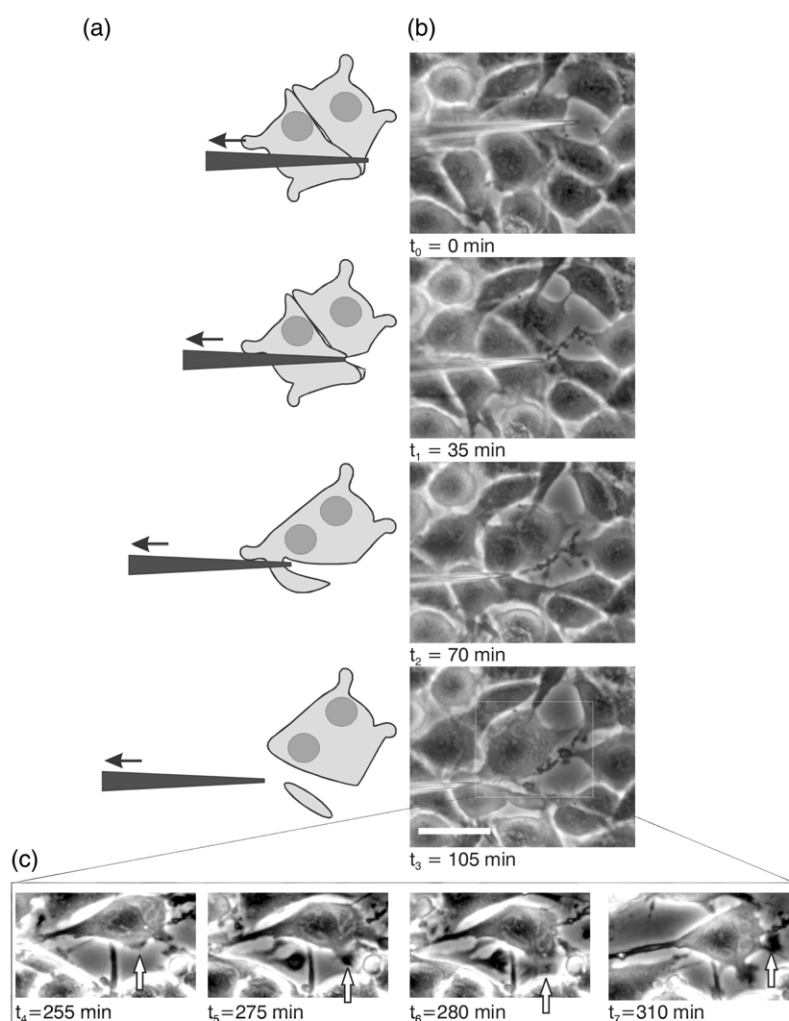 (a)
(b)
t₀ = 0 min
t₁ = 35 min
t₂ = 70 min
t₃ = 105 min
(c)
t₄=255 min
t₅=275 min
t₆=280 min
t₇=310 min